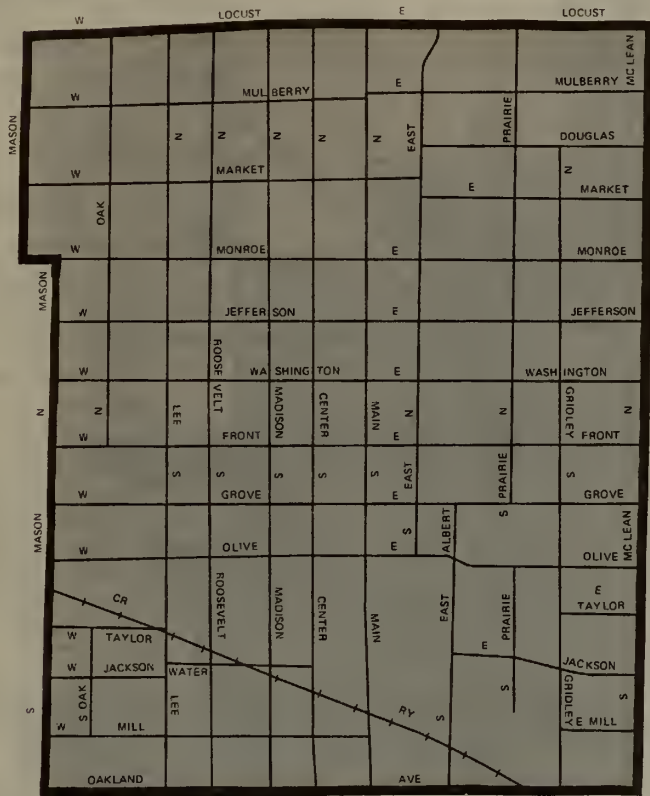 W LOCUST E LOCUST
W MULBERRY E MULBERRY
MC LEAN
MASON
N N N N N
EAST
PRAIRIE
DOUGLAS
W MARKET E N MARKET
OAK
W MONROE E MONROE
MASON
W JEFFERSON E JEFFERSON
W WASHINGTON E WASHINGTON
ROOSEVELT
N N
LEE
MADISON
CENTER
MAIN
N N
GRIDLEY
N
W FRONT E FRONT
S S S S S
EAST
PRAIRIE
S
W GROVE E GROVE
MASON
S
ALBERT
S
MC LEAN
W OLIVE E OLIVE
CR
ROOSEVELT
MADISON
CENTER
MAIN
EAST
PRAIRIE
E
TAYLOR
W TAYLOR
W JACKSON WATER E JACKSON
S OAK
LEE
S
GRIDLEY
S
S
W MILL RY S E MILL
OAKLAND AVE